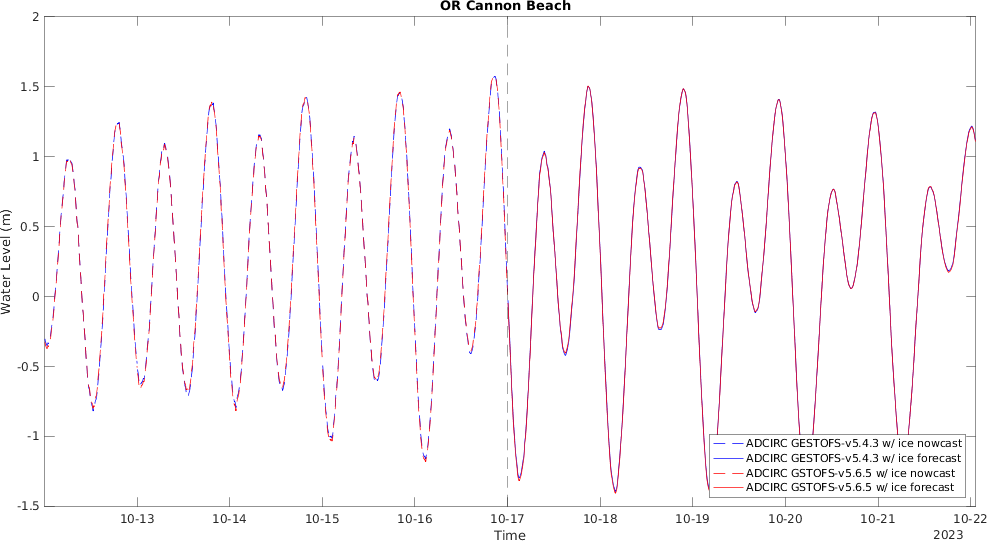 OR Cannon Beach
2
1.5
1
0.5
0
-0.5
-1
-1.5
Water Level (m)
10-13 10-14 10-15 10-16 10-17 10-18 10-19 10-20 10-21 10-22
Time
2023
ADCIRC GESTOFS-v5.4.3 w/ ice nowcast
ADCIRC GESTOFS-v5.4.3 w/ ice forecast
ADCIRC GSTOFS-v5.6.5 w/ ice nowcast
ADCIRC GSTOFS-v5.6.5 w/ ice forecast